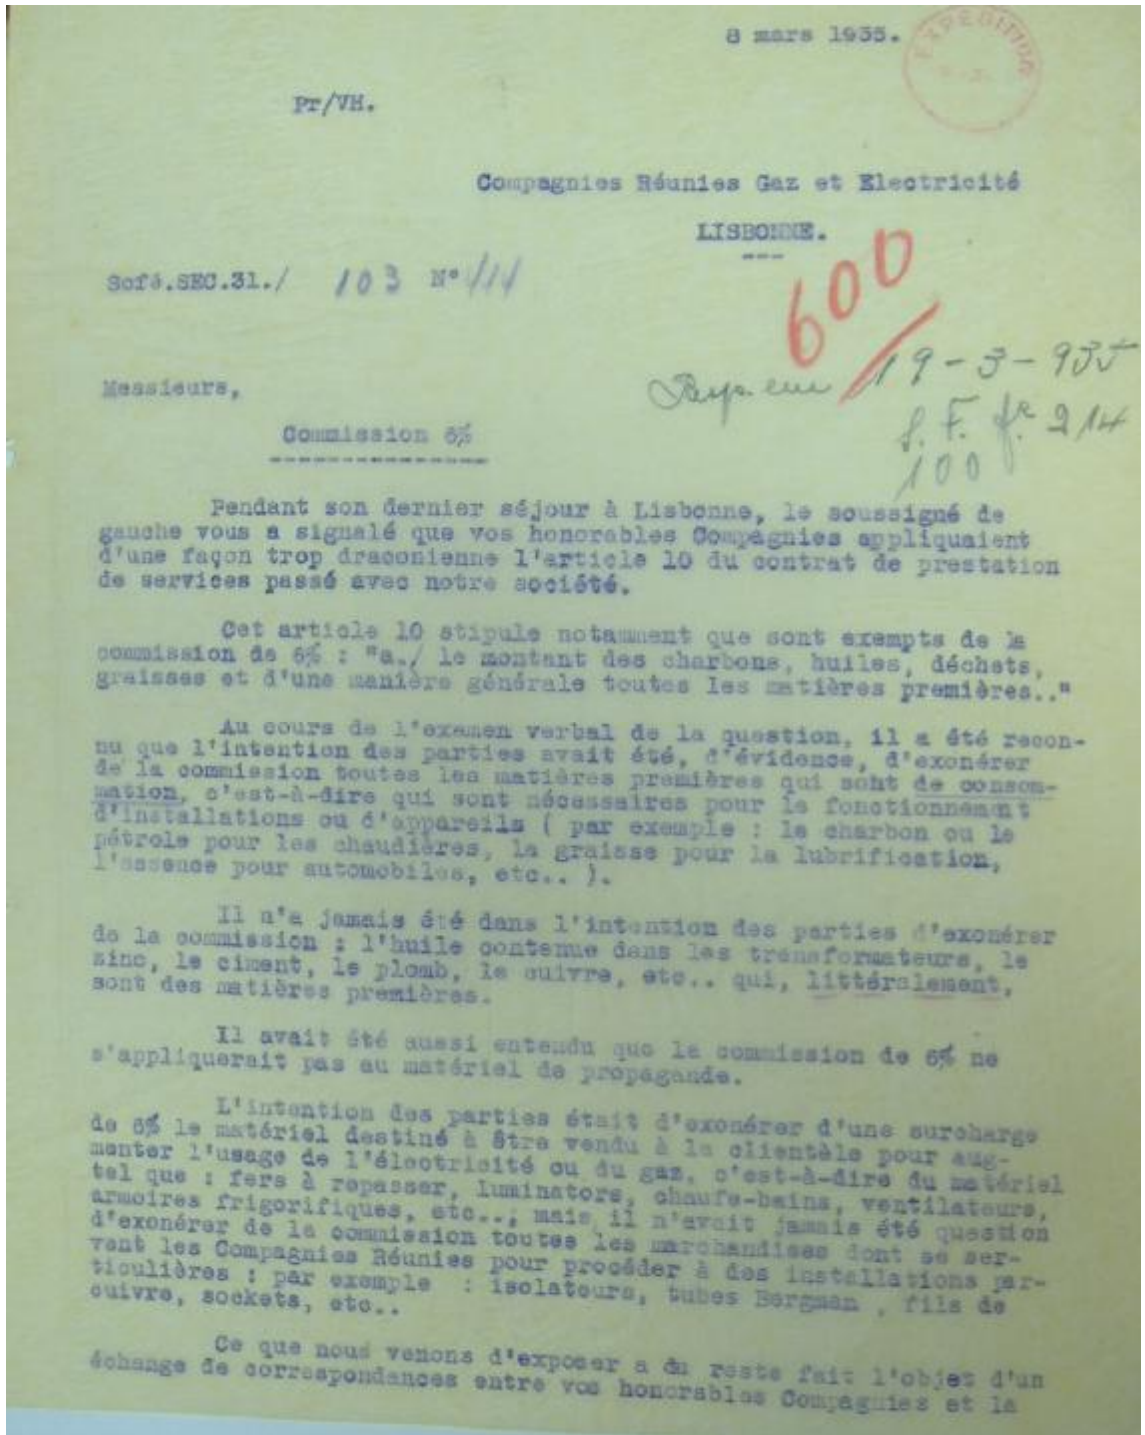 8 mars 1935.
EXPEDITION
Pr/VH.
Compagnies Réunies Gaz et Electricité
LISBONNE.
Sofé.SEC.31./ 103 N° 111
600
19-3-935
Messieurs,
S. F. 214
Commission 6%
100
Pendant son dernier séjour à Lisbonne, le soussigné de
gauche vous a signalé que vos honorables Compagnies appliquaient
d'une façon trop draconienne l'article 10 du contrat de prestation
de services passé avec notre société.
Cet article 10 stipule notamment que sont exempts de la
commission de 6% : "a./ le montant des charbons, huiles, déchets,
graisses et d'une manière générale toutes les matières premières.."
Au cours de l'examen verbal de la question, il a été recon-
nu que l'intention des parties avait été, d'évidence, d'exonérer
de la commission toutes les matières premières qui sont de consom-
mation, c'est-à-dire qui sont nécessaires pour le fonctionnement
d'installations ou d'appareils ( par exemple : le charbon ou le
pétrole pour les chaudières, la graisse pour la lubrification,
l'essence pour automobiles, etc.. ).
Il n'a jamais été dans l'intention des parties d'exonérer
de la commission : l'huile contenue dans les transformateurs, le
zinc, le ciment, le plomb, le cuivre, etc.. qui, littéralement,
sont des matières premières.
Il avait été aussi entendu que la commission de 6% ne
s'appliquerait pas au matériel de propagande.
L'intention des parties était d'exonérer d'une surcharge
de 6% le matériel destiné à être vendu à la clientèle pour aug-
menter l'usage de l'électricité ou du gaz, c'est-à-dire du matériel
tel que : fers à repasser, luminators, chaufe-bains, ventilateurs,
armoires frigorifiques, etc.., mais il n'avait jamais été question
d'exonérer de la commission toutes les marchandises dont se ser-
vent les Compagnies Réunies pour procéder à des installations par-
ticulières : par exemple : isolateurs, tubes Bergman , fils de
cuivre, sockets, etc..
Ce que nous venons d'exposer a du reste fait l'objet d'un
échange de correspondances entre vos honorables Compagnies et la